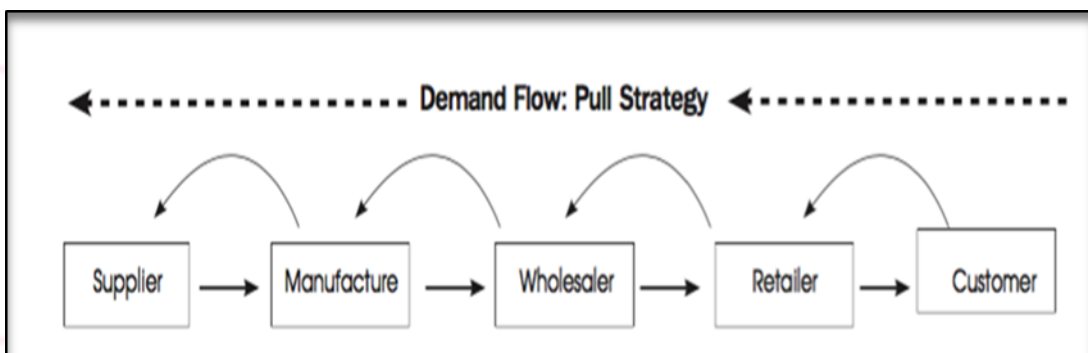 Demand Flow: Pull Strategy
Supplier
Manufacture
Wholesaler
Retailer
Customer